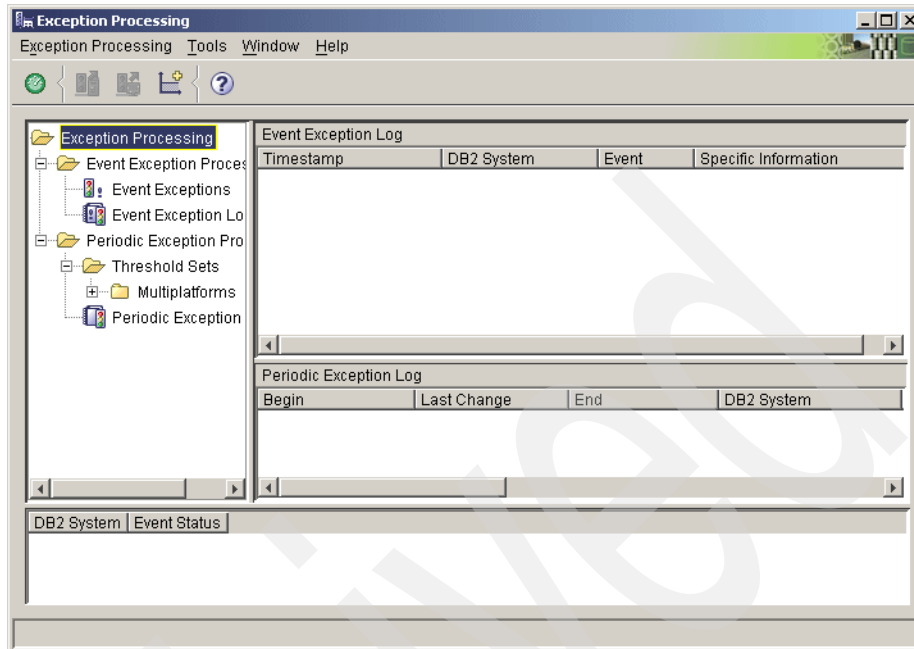 Exception Processing
Exception Processing Tools Window Help
Exception Processing
Event Exception Proces
Event Exceptions
Event Exception Lo
Periodic Exception Pro
Threshold Sets
Multiplatforms
Periodic Exception
Event Exception Log
Timestamp DB2 System Event Specific Information
Periodic Exception Log
Begin Last Change End DB2 System
DB2 System Event Status
ived